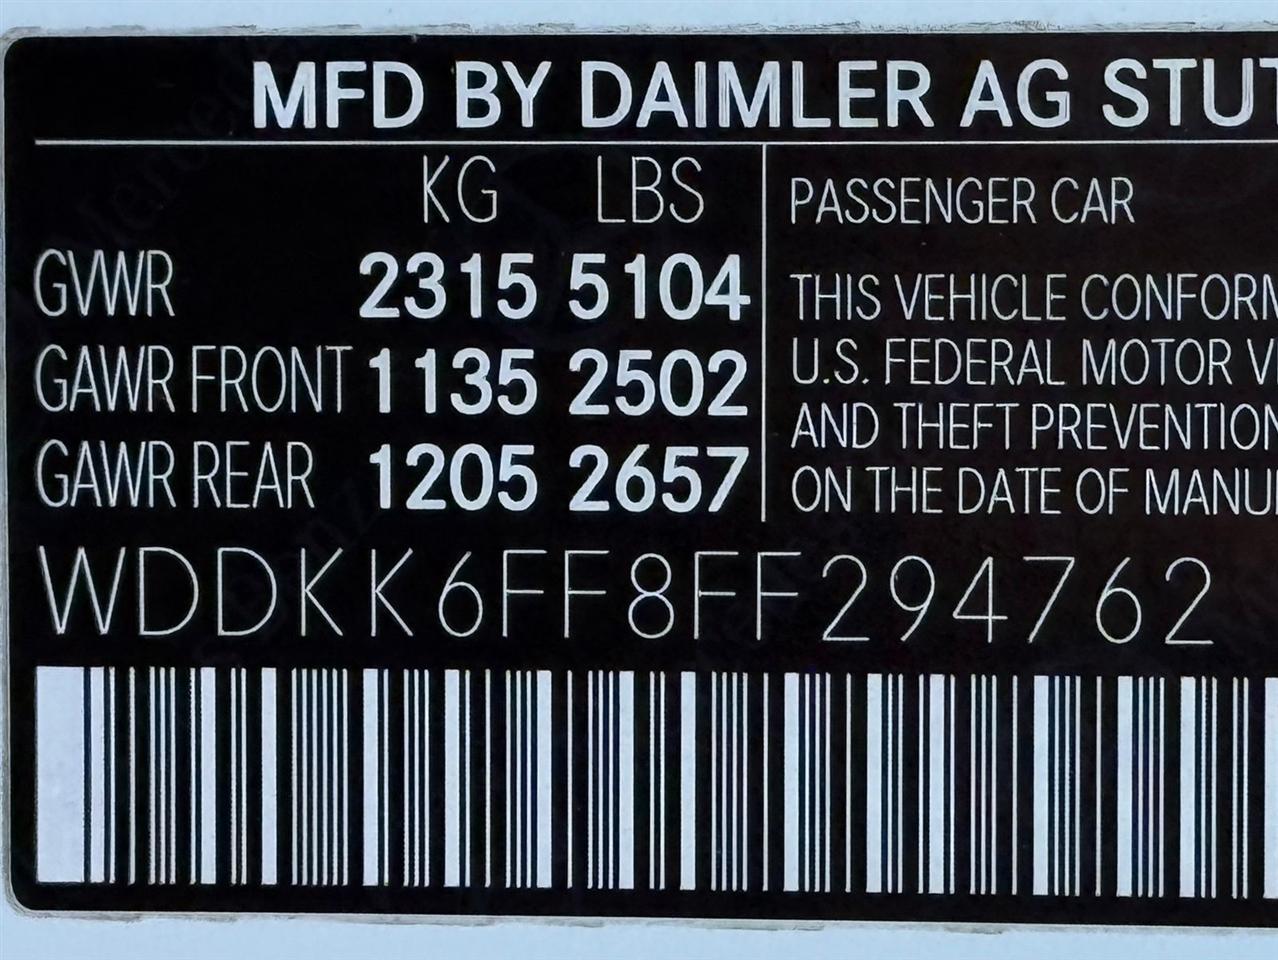 MFD BY DAIMLER AG STUT
KG LBS
GVWR 2315 5104
GAWR FRONT 1135 2502
GAWR REAR 1205 2657
PASSENGER CAR
THIS VEHICLE CONFORM
U.S. FEDERAL MOTOR V
AND THEFT PREVENTION
ON THE DATE OF MANU
WDDKK6FF8FF294762